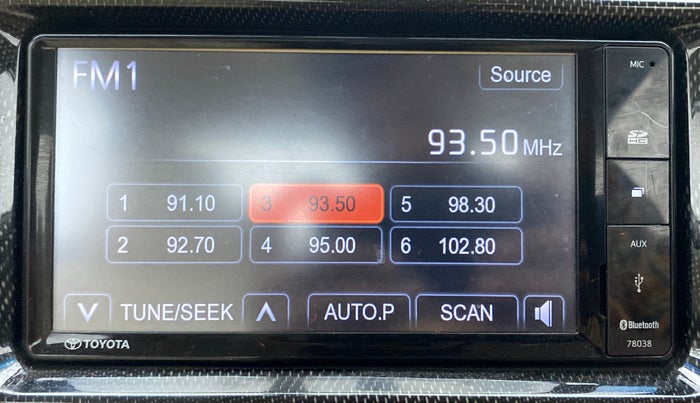 FM1
Source
93.50 MHz
1 91.10
3 93.50
5 98.30
2 92.70
4 95.00
6 102.80
TUNE/SEEK
AUTO.P
SCAN
TOYOTA
MIC
SD HC
AUX
Bluetooth
78038